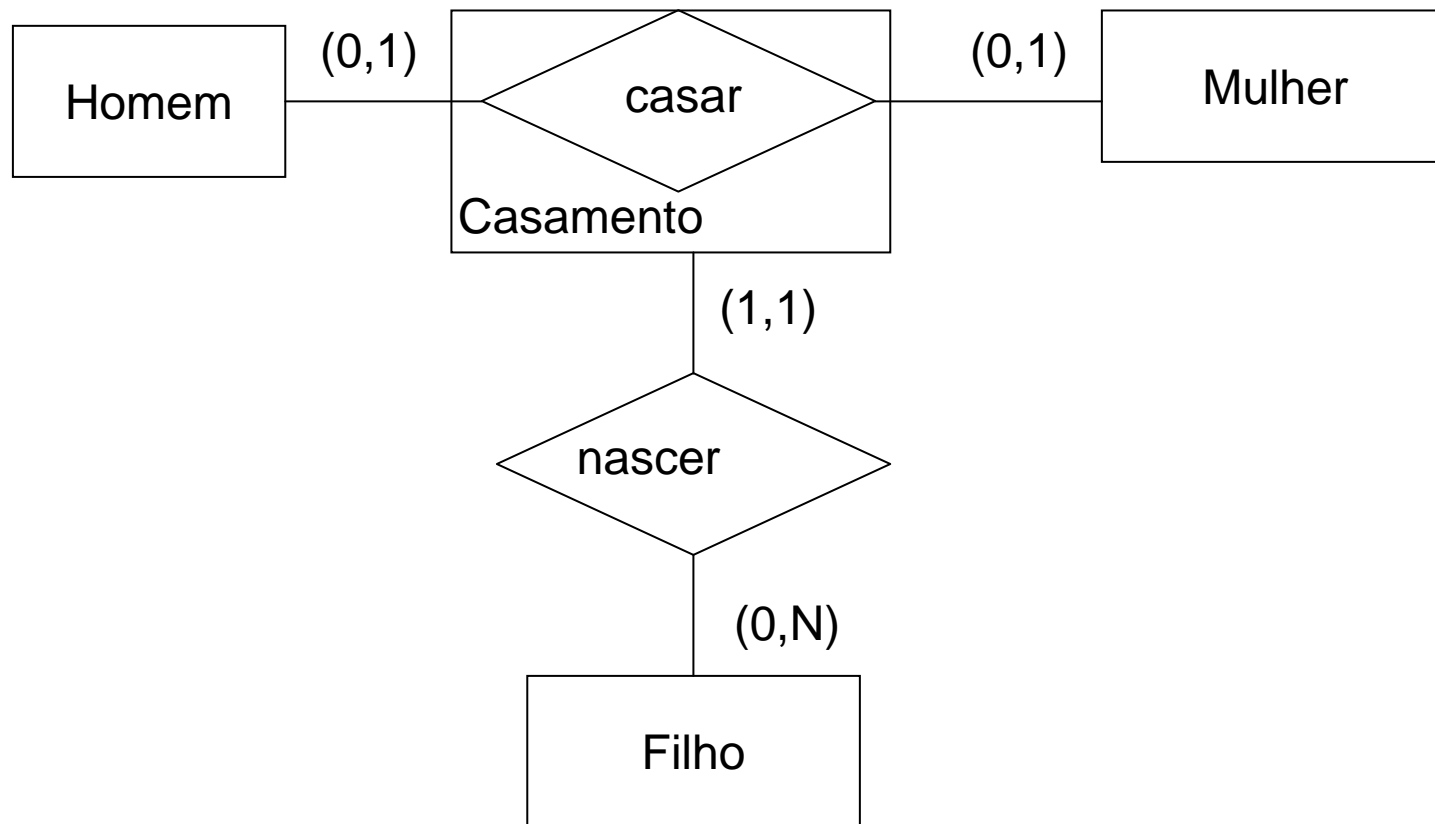 (0,1)
(0,1)
Homem
casar
Mulher
Casamento
(1,1)
nascer
(0,N)
Filho